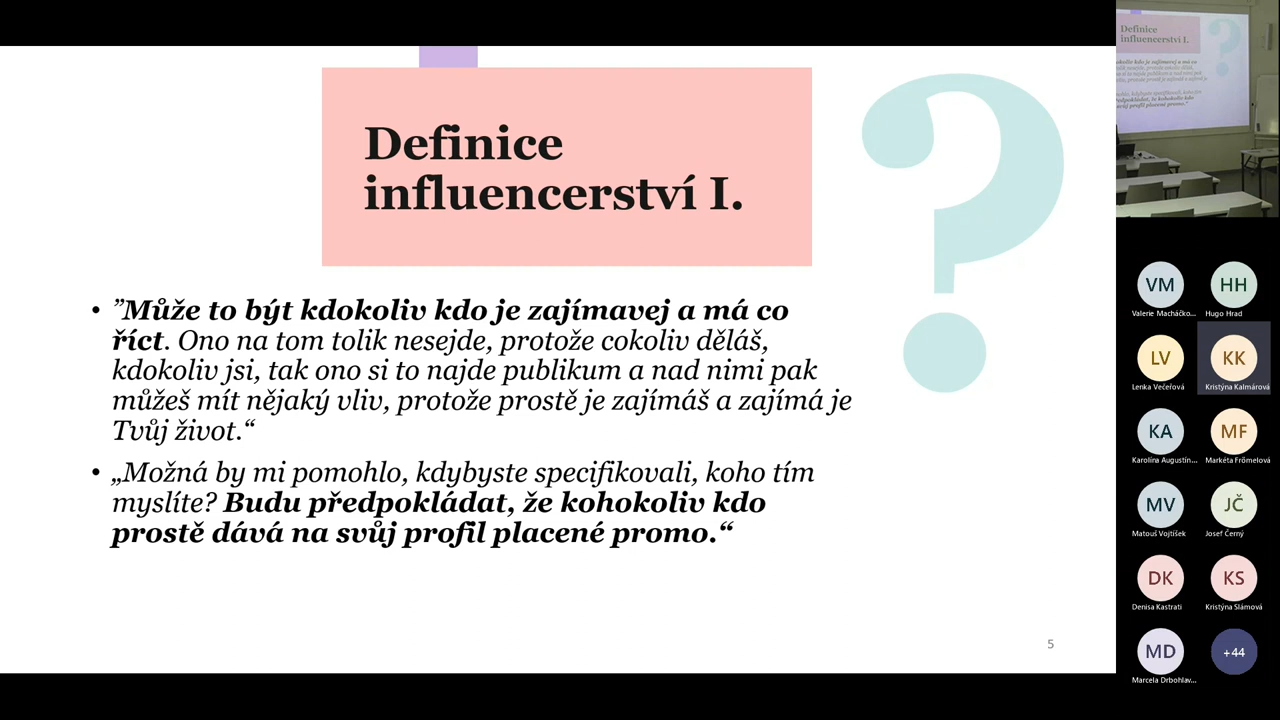 Definice
influencerství I.
”Může to být kdokoliv kdo je zajímavej a má co
říct. Ono na tom tolik nesejde, protože cokoliv děláš,
kdokoliv jsi, tak ono si to najde publikum a nad nimi pak
můžeš mít nějaký vliv, protože prostě je zajímáš a zajímá je
Tvůj život.“
„Možná by mi pomohlo, kdybyste specifikovali, koho tím
myslíte? Budu předpokládat, že kohokoliv kdo
prostě dává na svůj profil placené promo.“
5
Definice
influencerství I.
VM
HH
Valerie Macháčko...
Hugo Hrad
LV
KK
Lenka Večeřová
Kristýna Kalmárová
KA
MF
Karolína Augustín...
Markéta Frömelová
MV
JČ
Matouš Vojtíšek
Josef Černý
DK
KS
Denisa Kastrati
Kristýna Slámová
MD
+44
Marcela Drbohlav...